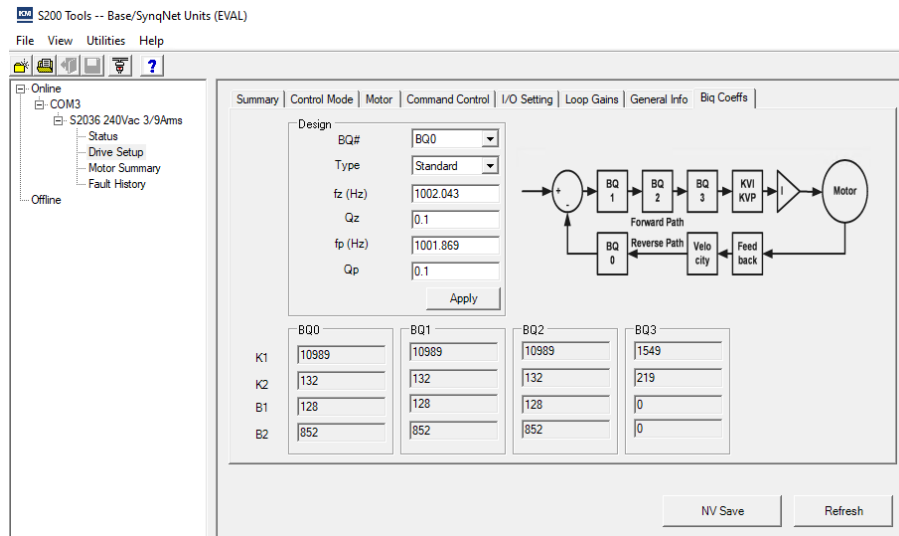 KM S200 Tools -- Base/SynqNet Units (EVAL)
File View Utilities Help
?
Online
COM3
S2036 240Vac 3/9Arms
Status
Drive Setup
Motor Summary
Fault History
Offline
Summary Control Mode Motor Command Control I/O Setting Loop Gains General Info Biq Coeffs
Design
BQ# BQ0
Type Standard
fz (Hz) 1002.043
Qz 0.1
fp (Hz) 1001.869
Qp 0.1
Apply
+ - BQ 1 BQ 2 BQ 3 KVI KVP I Motor
Forward Path
BQ 0 Reverse Path Velo city Feed back
BQ0 BQ1 BQ2 BQ3
K1 10989 10989 10989 1549
K2 132 132 132 219
B1 128 128 128 0
B2 852 852 852 0
NV Save Refresh